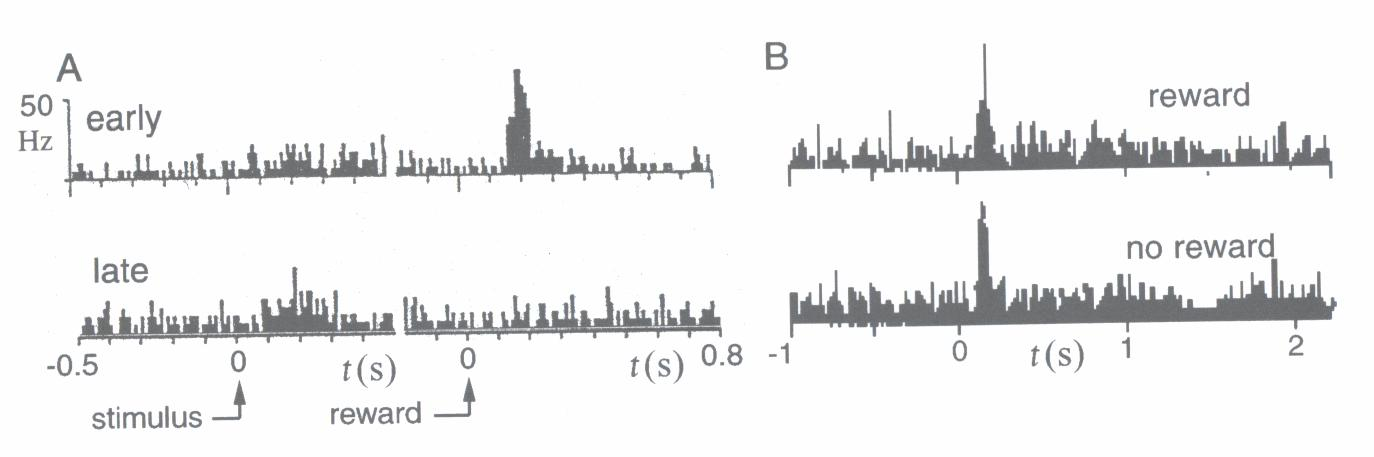 A
50
Hz
early
late
-0.5
0
t(s)
0
t(s)
0.8
stimulus
reward
B
reward
no reward
-1
0
t(s)
1
2